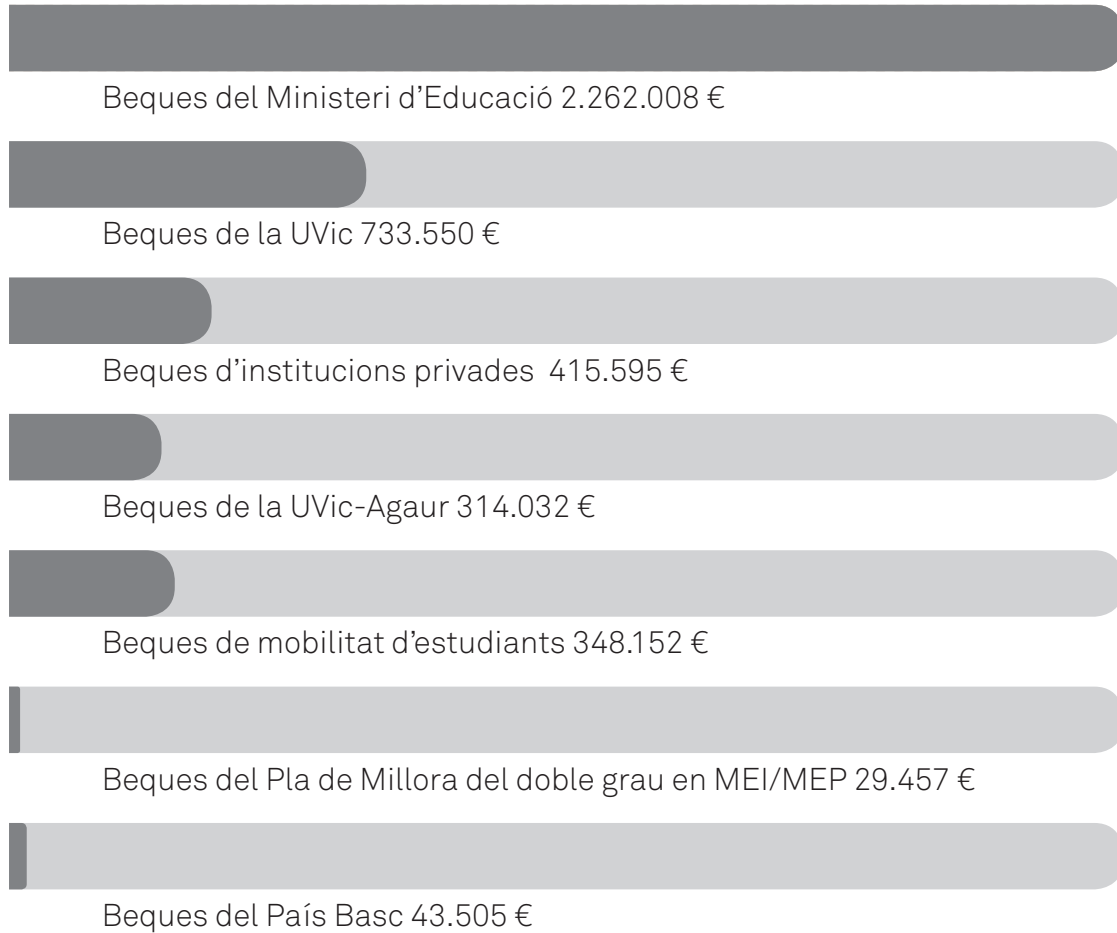 Beques del Ministeri d’Educació 2.262.008 €
Beques de la UVic 733.550 €
Beques d’institucions privades 415.595 €
Beques de la UVic-Agaur 314.032 €
Beques de mobilitat d’estudiants 348.152 €
Beques del Pla de Millora del doble grau en MEI/MEP 29.457 €
Beques del País Basc 43.505 €